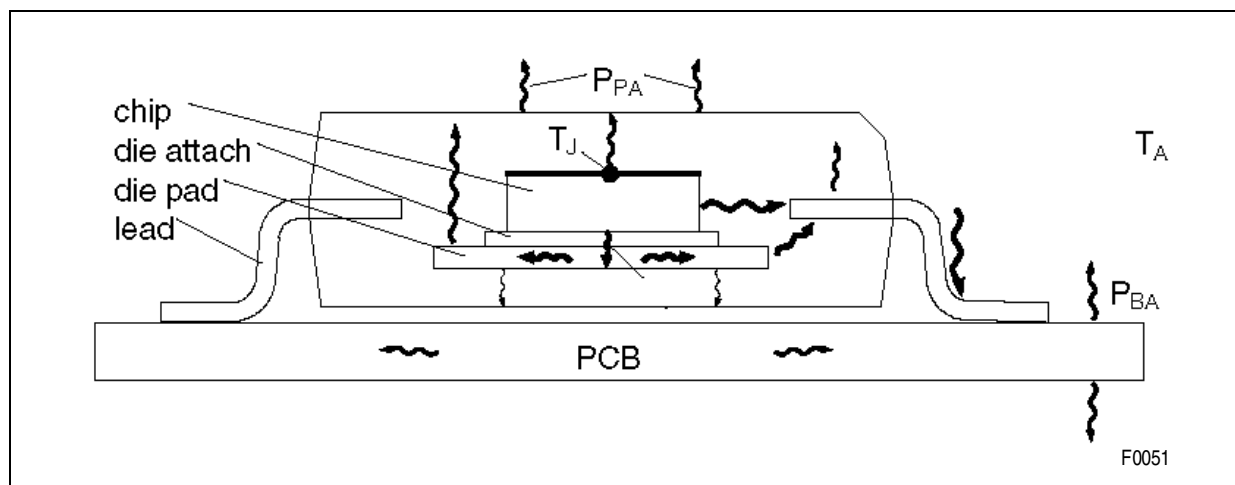 P_PA
chip
die attach
die pad
lead
T_J
T_A
P_BA
PCB
F0051